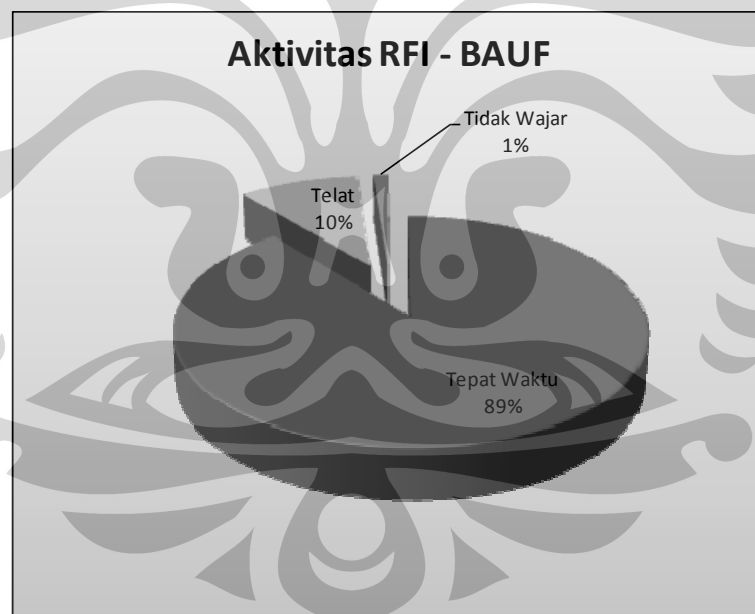 Aktivitas RFI - BAUF
Tidak Wajar
1%
Telat
10%
Tepat Waktu
89%